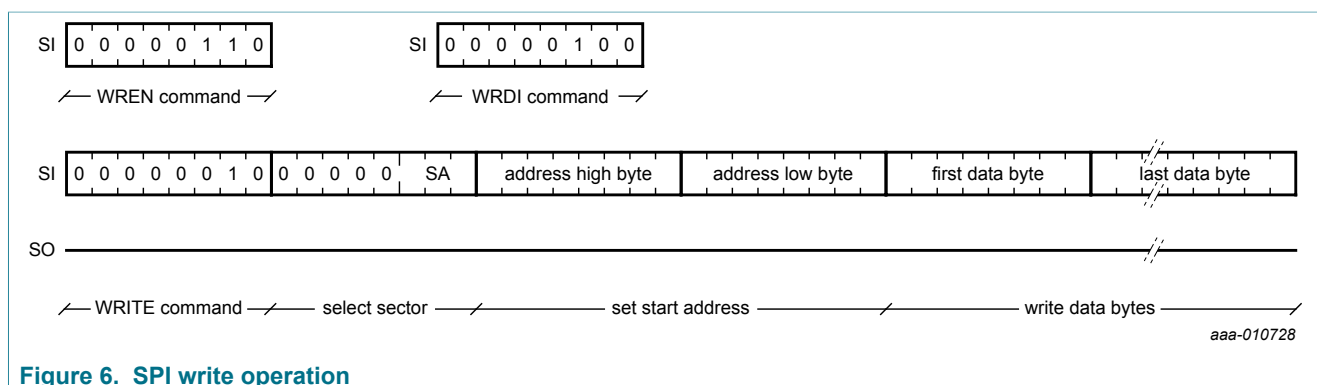 SI 0 0 0 0 0 1 1 0 SI 0 0 0 0 0 1 0 0
WREN command WRDI command
SI 0 0 0 0 0 0 1 0 0 0 0 0 0 SA address high byte address low byte first data byte last data byte
SO
WRITE command select sector set start address write data bytes
aaa-010728
Figure 6. SPI write operation